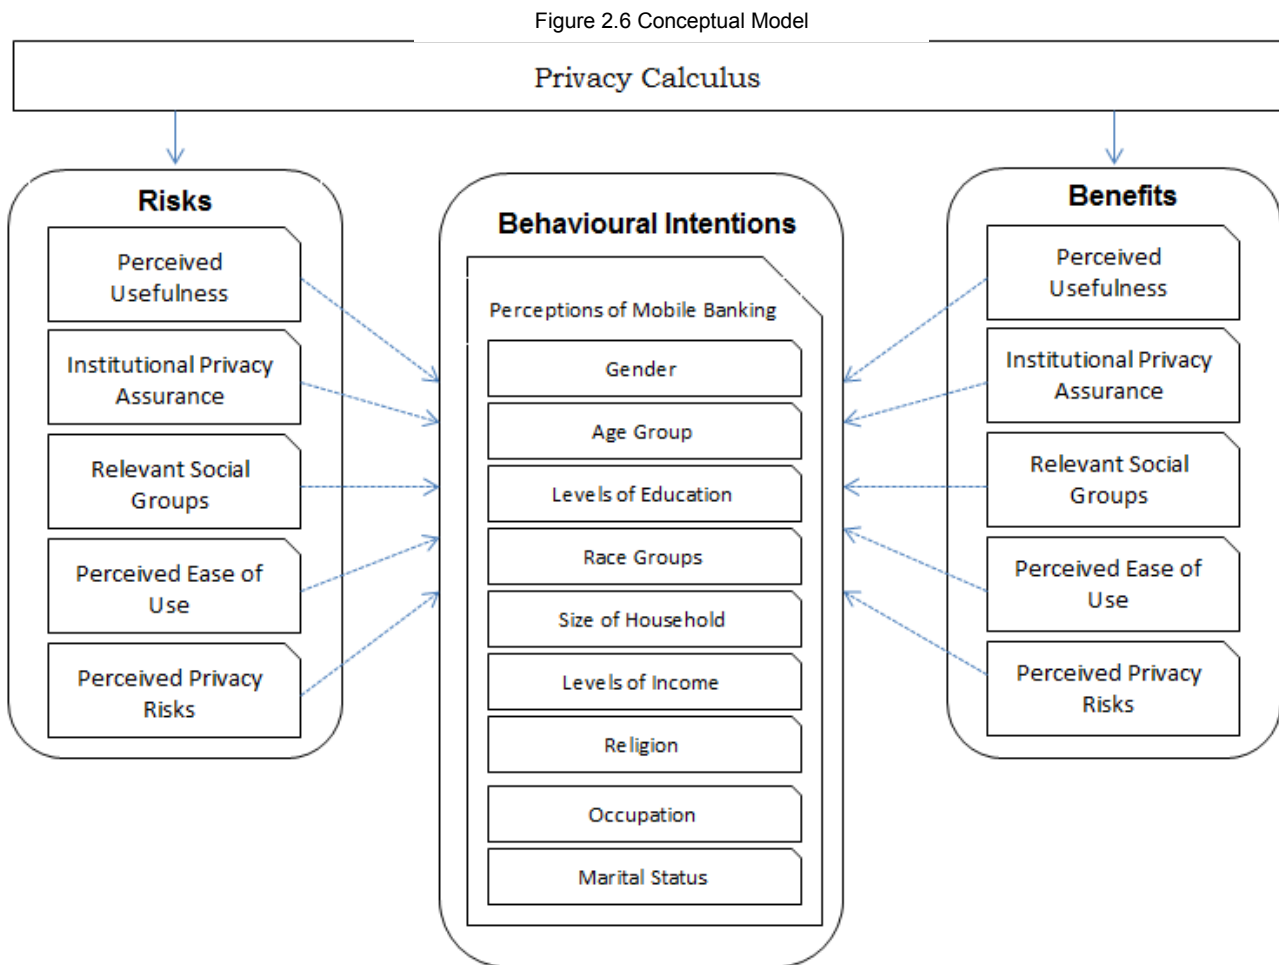 Figure 2.6 Conceptual Model
Privacy Calculus
Risks
Perceived
Usefulness
Institutional Privacy
Assurance
Relevant Social
Groups
Perceived Ease of
Use
Perceived Privacy
Risks
Behavioural Intentions
Perceptions of Mobile Banking
Gender
Age Group
Levels of Education
Race Groups
Size of Household
Levels of Income
Religion
Occupation
Marital Status
Benefits
Perceived
Usefulness
Institutional Privacy
Assurance
Relevant Social
Groups
Perceived Ease of
Use
Perceived Privacy
Risks